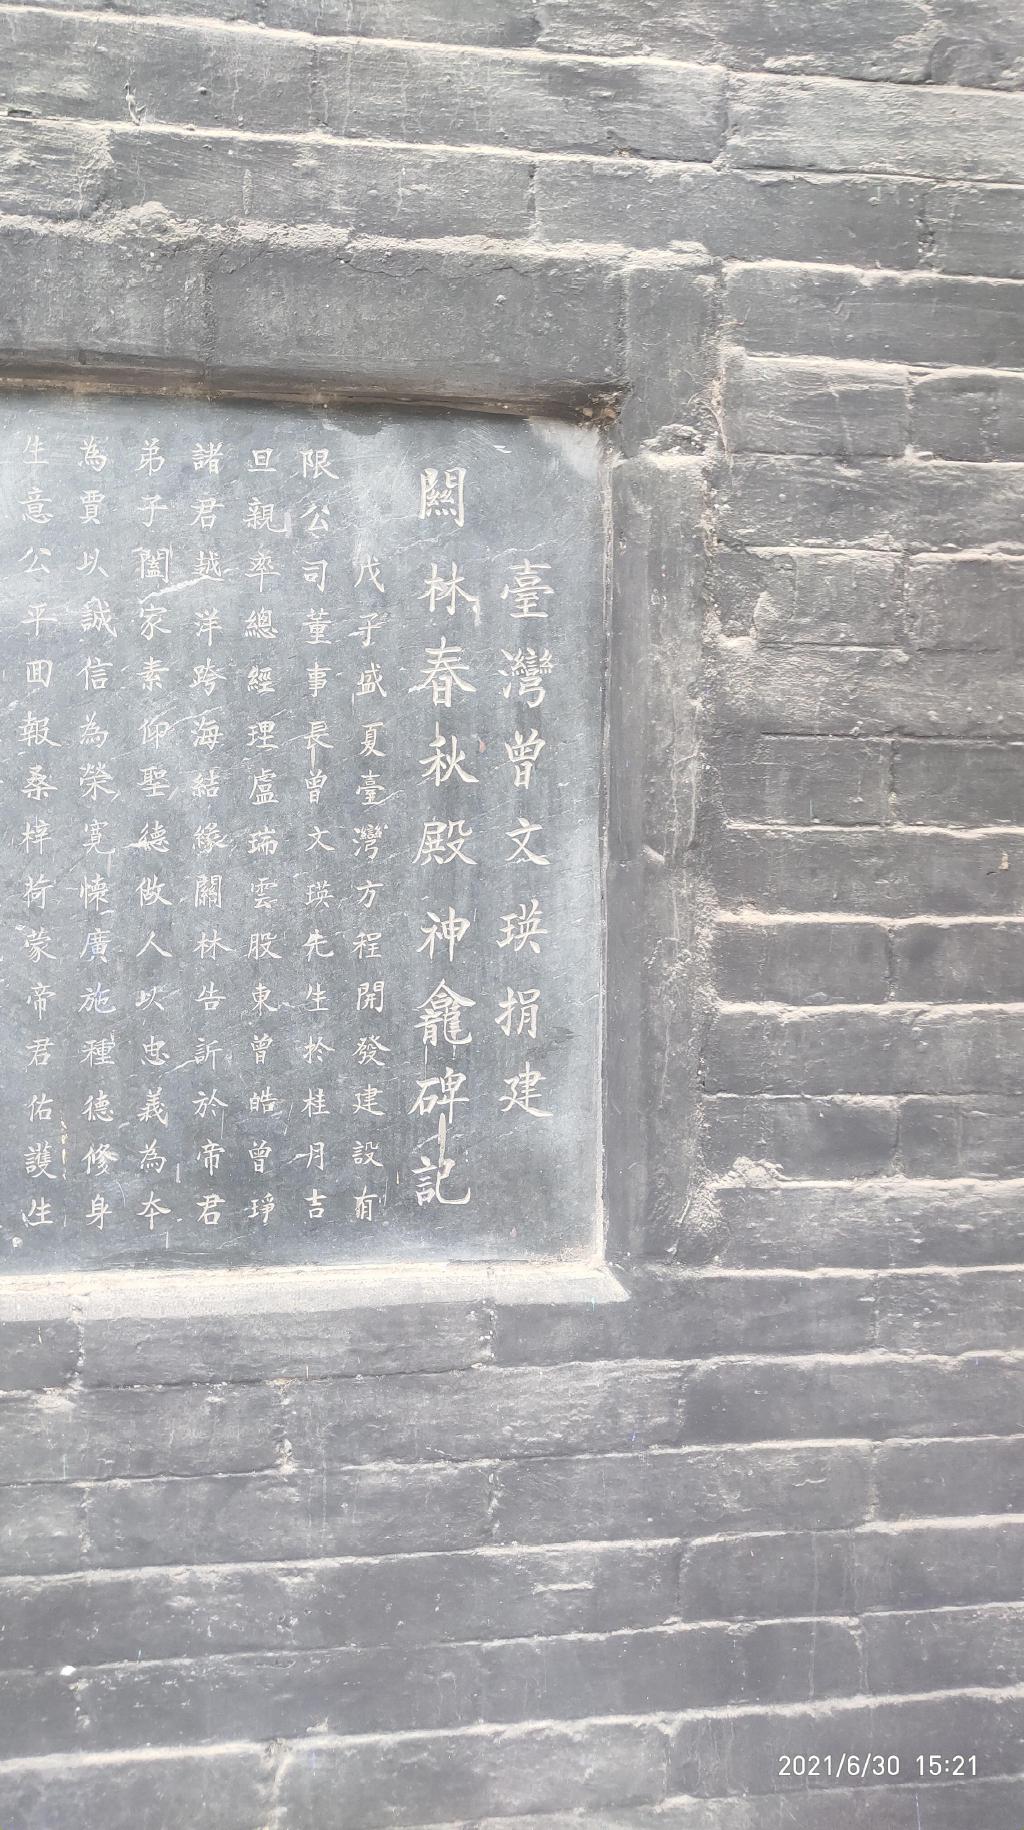 臺灣曾文瑛捐建
關林春秋殿神龕碑記
戊子盛夏臺灣方程開發建設有
限公司董事長曾文瑛先生於桂月吉
旦親率總經理盧瑞雲股東曾皓曾琤
諸君越洋跨海結緣關林告訢於帝君
弟子闔家素仰聖德做人以忠義為本
為賈以誠信為榮寬懷廣施種德修身
生意公平回報桑梓荷蒙帝君佑護生
2021/6/30 15:21